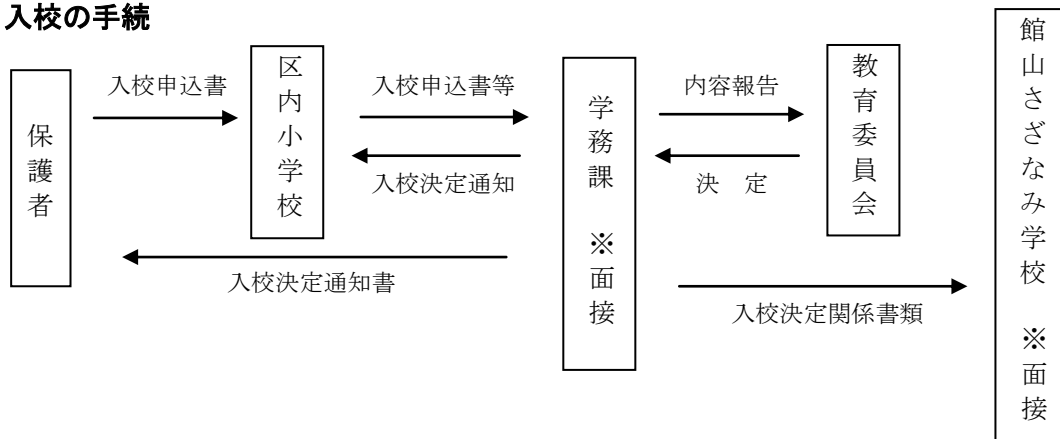 入校の手続
保護者
入校申込書
区内小学校
入校申込書等
入校決定通知
学務課 ※面接
内容報告
決 定
教育委員会
入校決定通知書
入校決定関係書類
館山さざなみ学校 ※面接